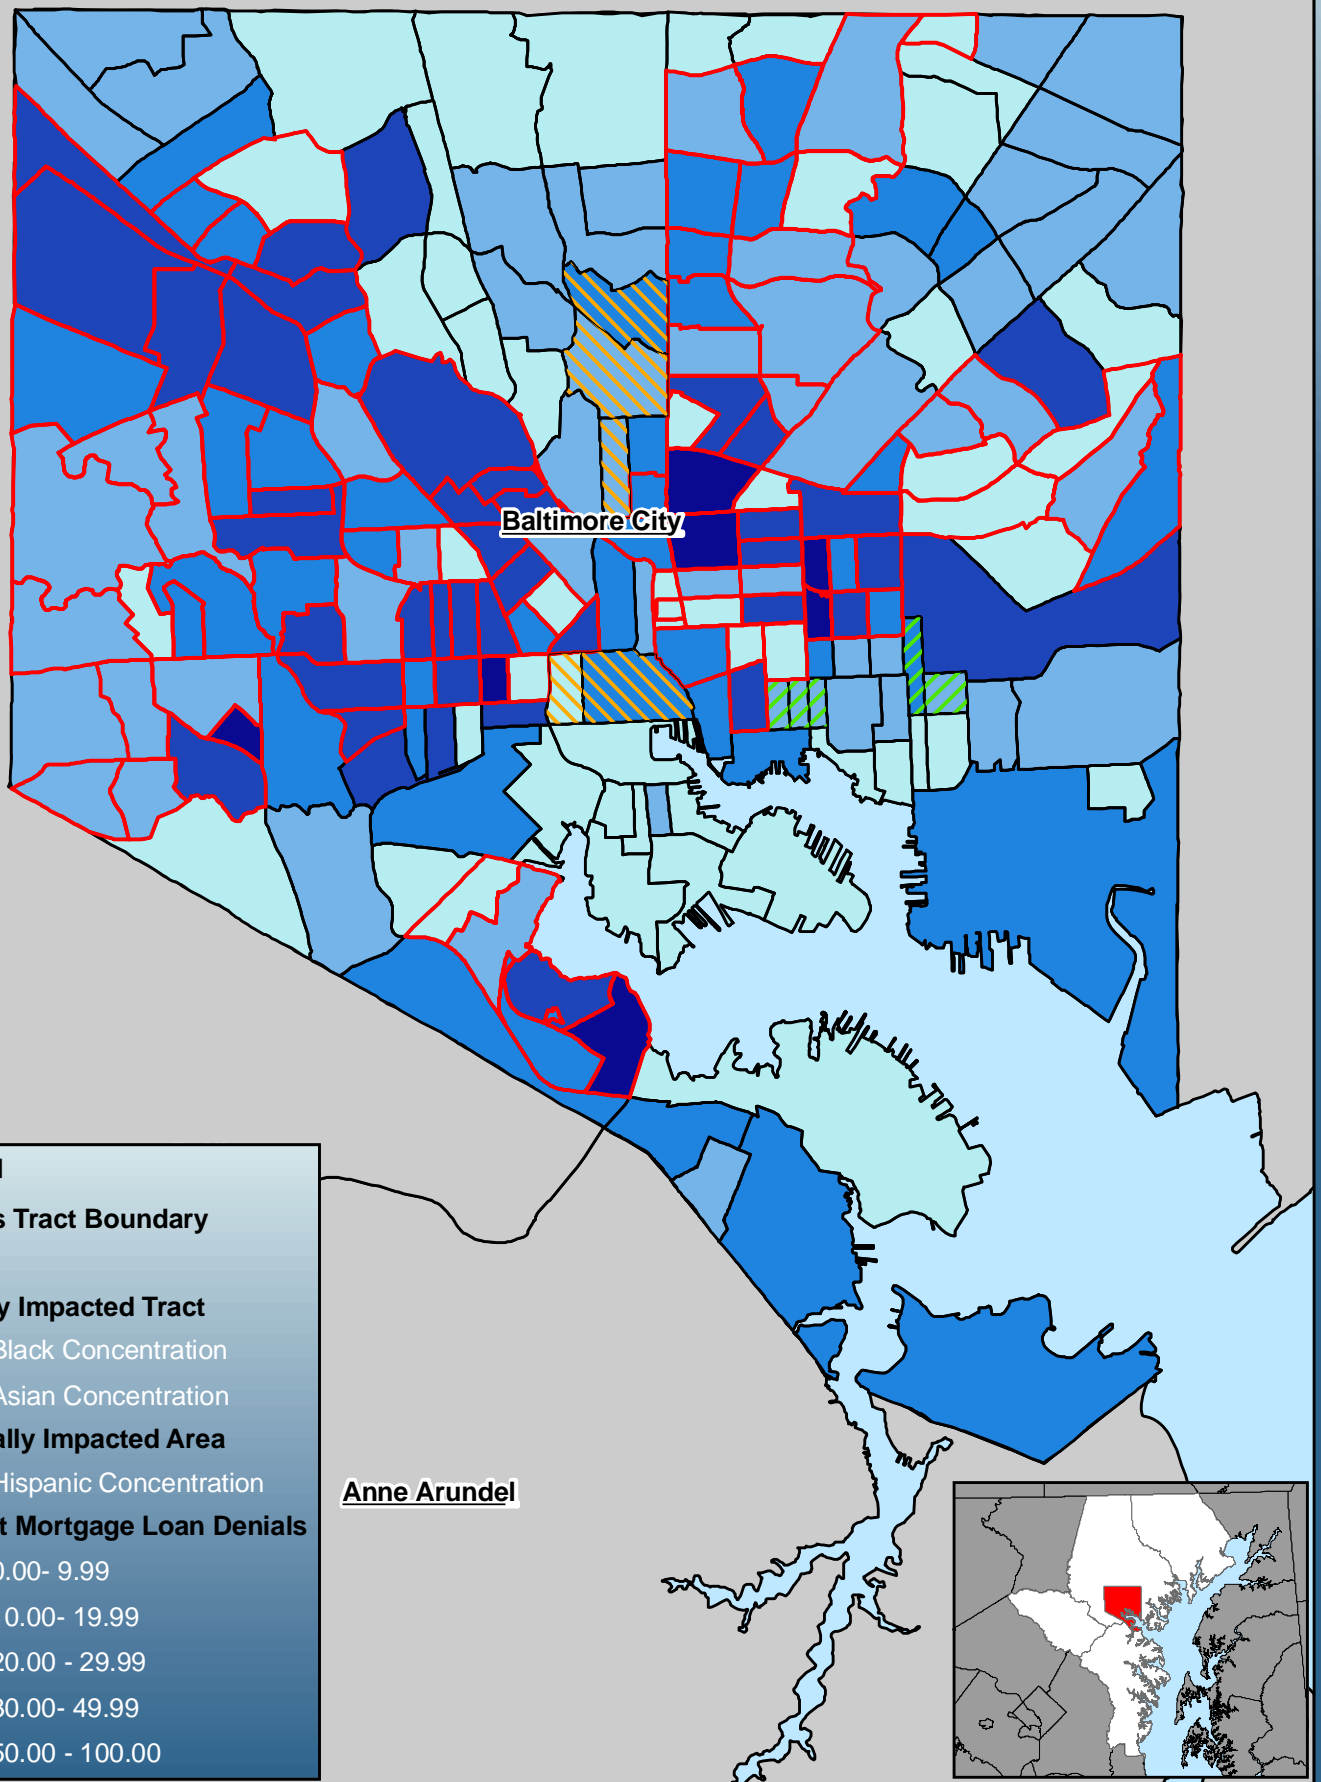 Baltimore City
Tract Boundary
Impacted Tract
Black Concentration
Asian Concentration
Impacted Area
Hispanic Concentration
Mortgage Loan Denials
0.00- 9.99
10.00- 19.99
20.00 - 29.99
30.00- 49.99
50.00 - 100.00
Anne Arundel